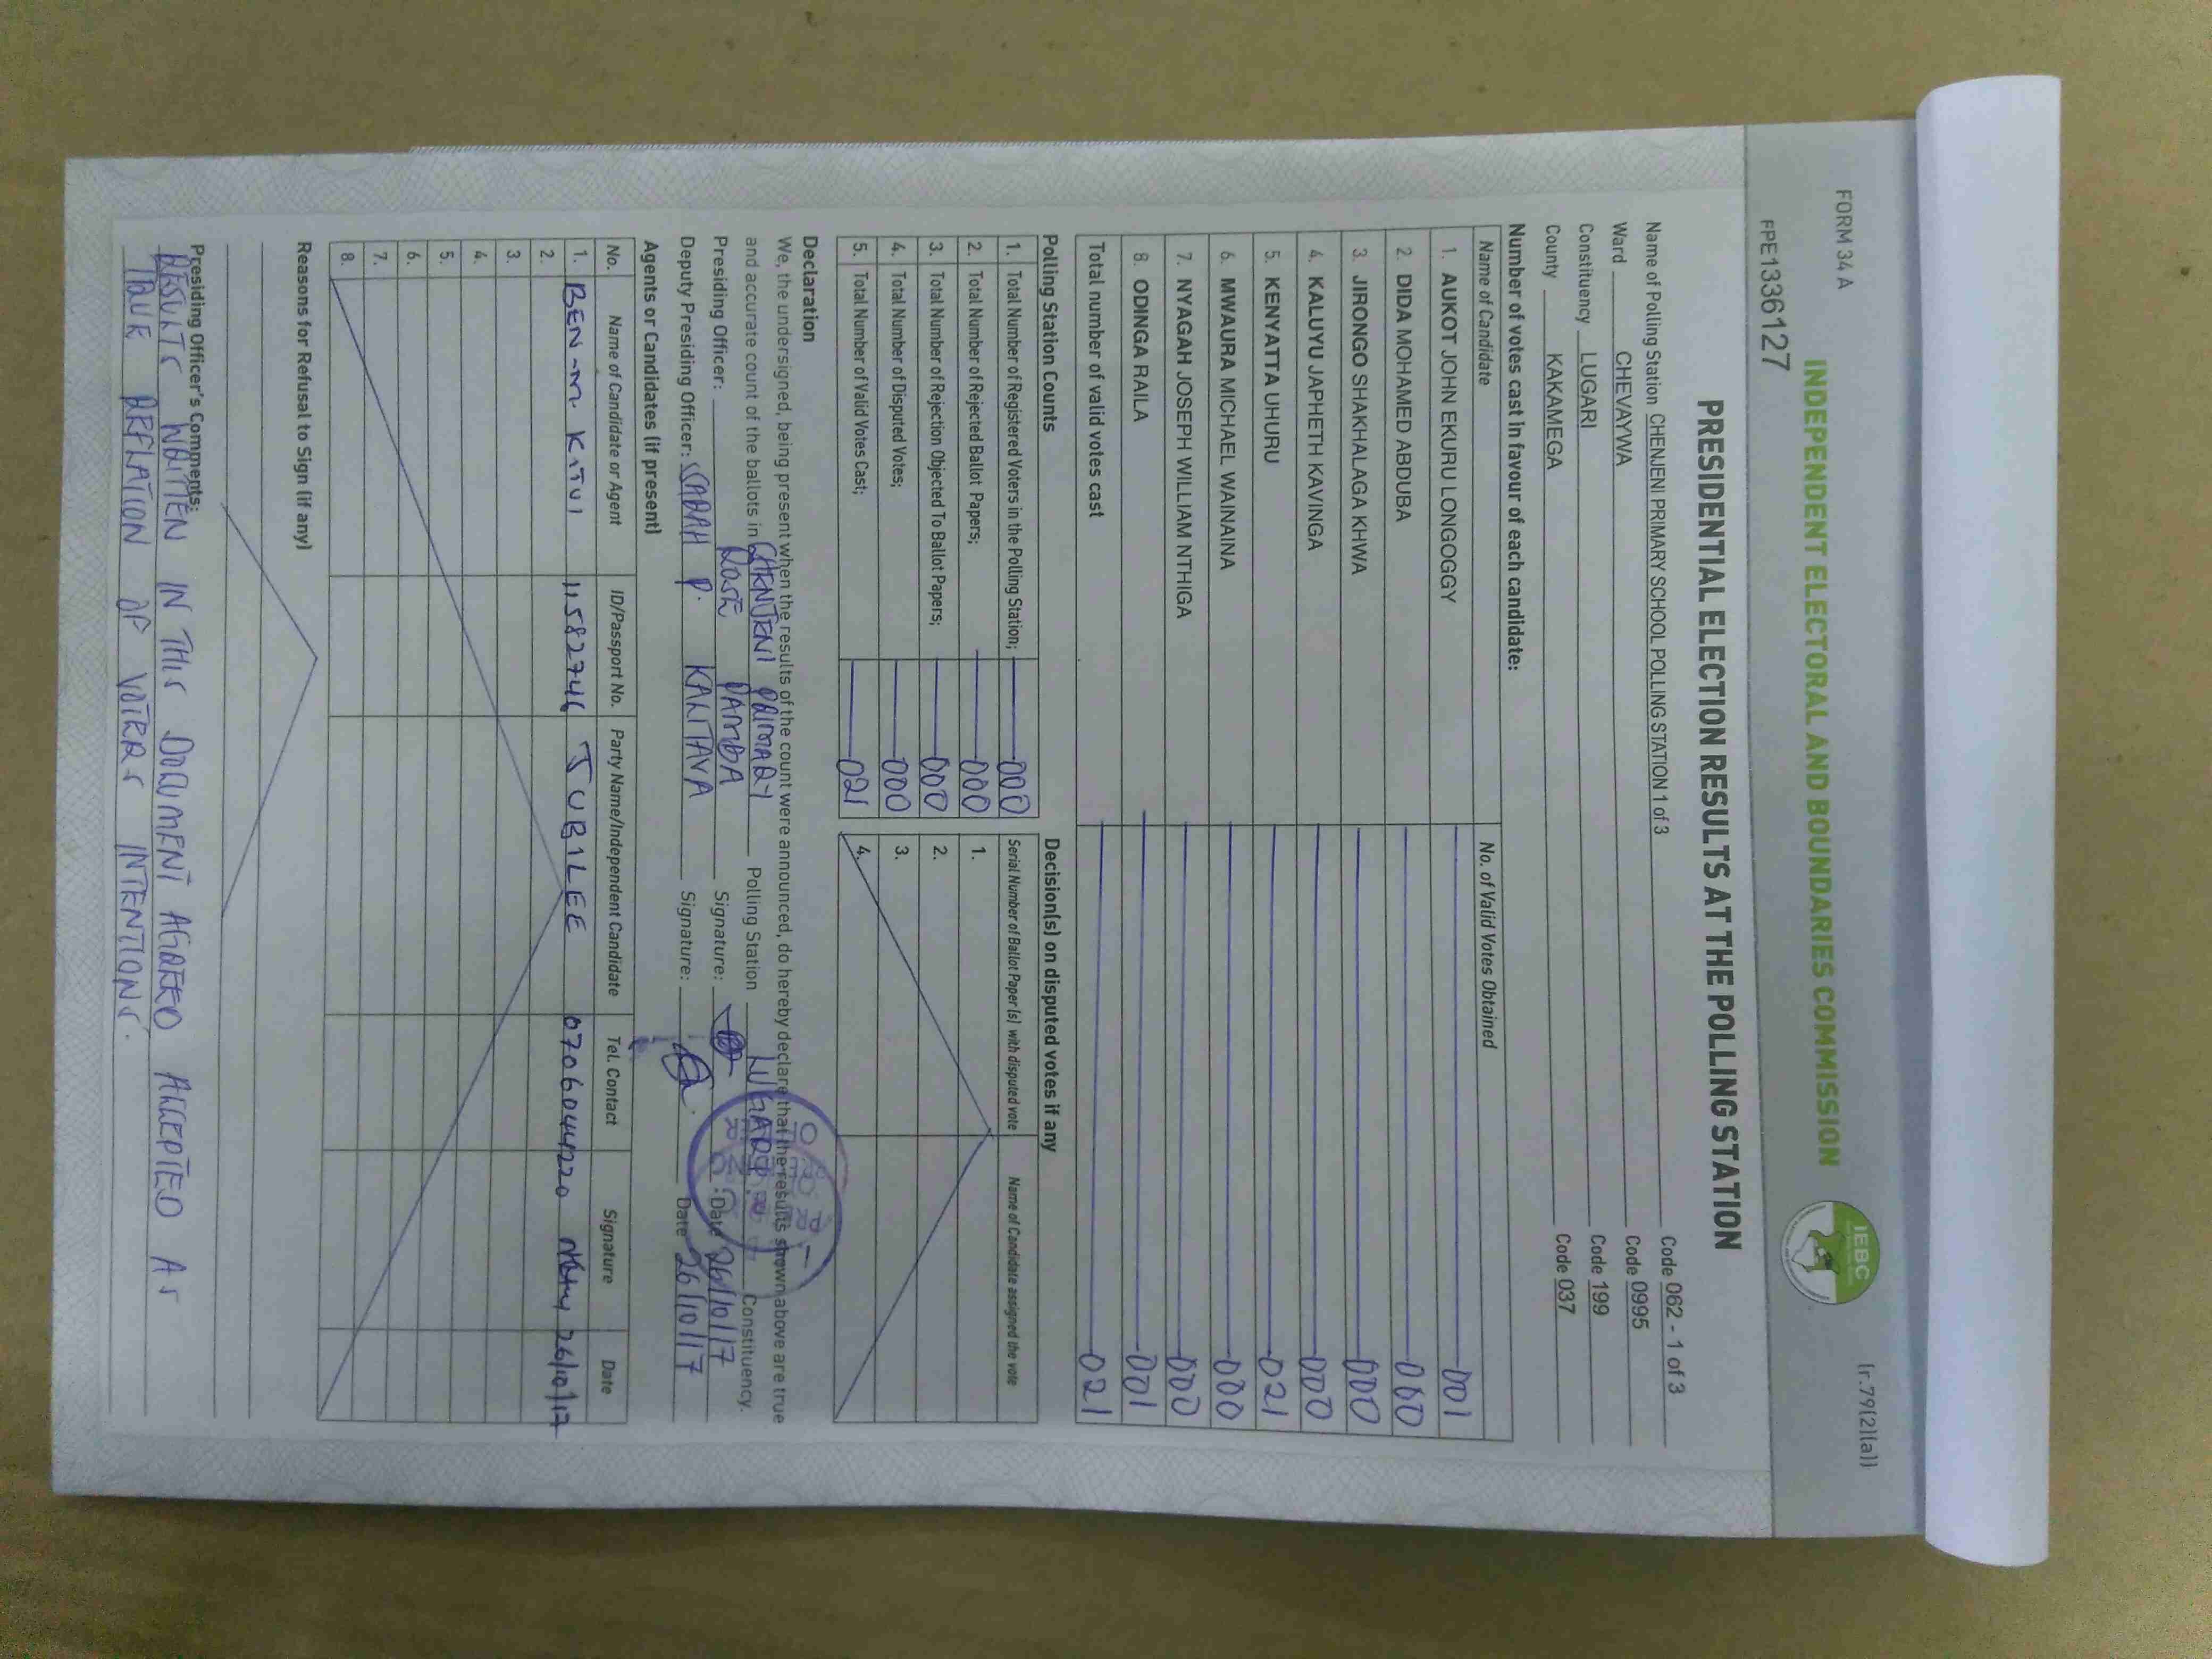 FORM 34 A
(r.79(2)(a))
INDEPENDENT ELECTORAL AND BOUNDARIES COMMISSION
IEBC
FPE1336127
PRESIDENTIAL ELECTION RESULTS AT THE POLLING STATION
Name of Polling Station CHENJENI PRIMARY SCHOOL POLLING STATION 1 of 3 Code 062 - 1 of 3
Ward CHEVAYWA Code 0995
Constituency LUGARI Code 199
County KAKAMEGA Code 037
Number of votes cast in favour of each candidate:
Name of Candidate No. of Valid Votes Obtained
1. AUKOT JOHN EKURU LONGOGGY 001
2. DIDA MOHAMED ABDUBA 000
3. JIRONGO SHAKHALAGA KHWA 000
4. KALUYU JAPHETH KAVINGA 000
5. KENYATTA UHURU 021
6. MWAURA MICHAEL WAINAINA 000
7. NYAGAH JOSEPH WILLIAM NTHIGA 000
8. ODINGA RAILA 001
Total number of valid votes cast 021
Polling Station Counts
1. Total Number of Registered Voters in the Polling Station; 000
2. Total Number of Rejected Ballot Papers; 000
3. Total Number of Rejection Objected To Ballot Papers; 000
4. Total Number of Disputed Votes; 000
5. Total Number of Valid Votes Cast; 021
Decision(s) on disputed votes if any
Serial Number of Ballot Paper (s) with disputed vote Name of Candidate assigned the vote
1.
2.
3.
4.
Declaration
We, the undersigned, being present when the results of the count were announced, do hereby declare that the results shown above are true
and accurate count of the ballots in CHENJENI PRIMARY Polling Station LUGARI Constituency.
Presiding Officer: ROSE Signature: Date 26/10/17
Deputy Presiding Officer: P. KALITAVA Signature: Date 26/10/17
Agents or Candidates (if present)
No. Name of Candidate or Agent ID/Passport No. Party Name/Independent Candidate Tel. Contact Signature Date
1. BEN-M KITUI 11582746 JUBILEE 0706044220 26/10/17
2.
3.
4.
5.
6.
7.
8.
Reasons for Refusal to Sign (if any)
Presiding Officer's Comments:
RESULTS WRITTEN IN THIS DOCUMENT AGREED ACCEPTED AS
TRUE REFLATION OF VOTERS INTENTIONS.